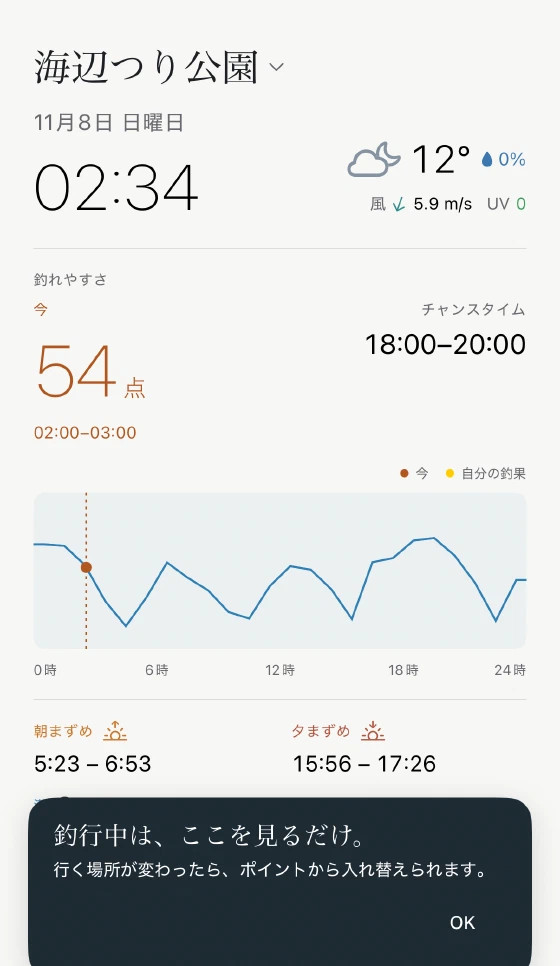 海辺つり公園
11月8日 日曜日
02:34
12° 0%
風 5.9 m/s UV 0
釣れやすさ
今
54点
02:00–03:00
チャンスタイム
18:00–20:00
今 自分の釣果
0時 6時 12時 18時 24時
朝まずめ 夕まずめ
5:23 – 6:53 15:56 – 17:26
釣行中は、ここを見るだけ。
行く場所が変わったら、ポイントから入れ替えられます。
OK